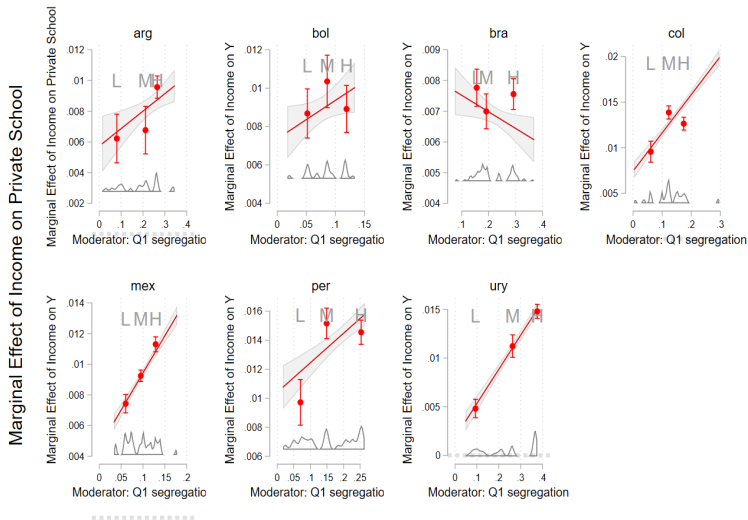 Marginal Effect of Income on Private School
arg
Marginal Effect of Income on Private School
.012
.01
.008
.006
.004
.002
L M H
0 .1 .2 .3 .4
Moderator: Q1 segregatio
bol
Marginal Effect of Income on Y
.012
.01
.008
.006
.004
L M H
0 .05 .1 .15
Moderator: Q1 segregation
bra
Marginal Effect of Income on Y
.009
.008
.007
.006
.005
.004
L M H
0 .1 .2 .3 .4
Moderator: Q1 segregation
col
Marginal Effect of Income on Y
.02
.015
.01
.005
L M H
0 .1 .2 .3
Moderator: Q1 segregation
mex
Marginal Effect of Income on Y
.014
.012
.01
.008
.006
.004
L M H
0 .05 .1 .15 .2
Moderator: Q1 segregatio
per
Marginal Effect of Income on Y
.016
.014
.012
.01
.008
.06
L M H
0 .05 .1 .15 .2 .25
Moderator: Q1 segregation
ury
Marginal Effect of Income on Y
.015
.01
.005
0
L M H
0 .1 .2 .3 .4
Moderator: Q1 segregation